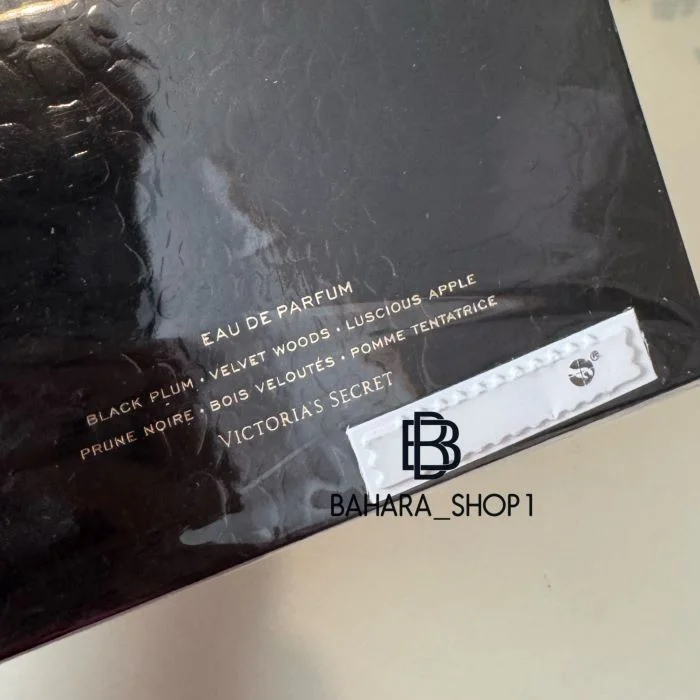 EAU DE PARFUM
BLACK PLUM · VELVET WOODS · LUSCIOUS APPLE
PRUNE NOIRE · BOIS VELOUTÉS · POMME TENTATRICE
VICTORIA'S SECRET
®
BB
BAHARA_SHOP1